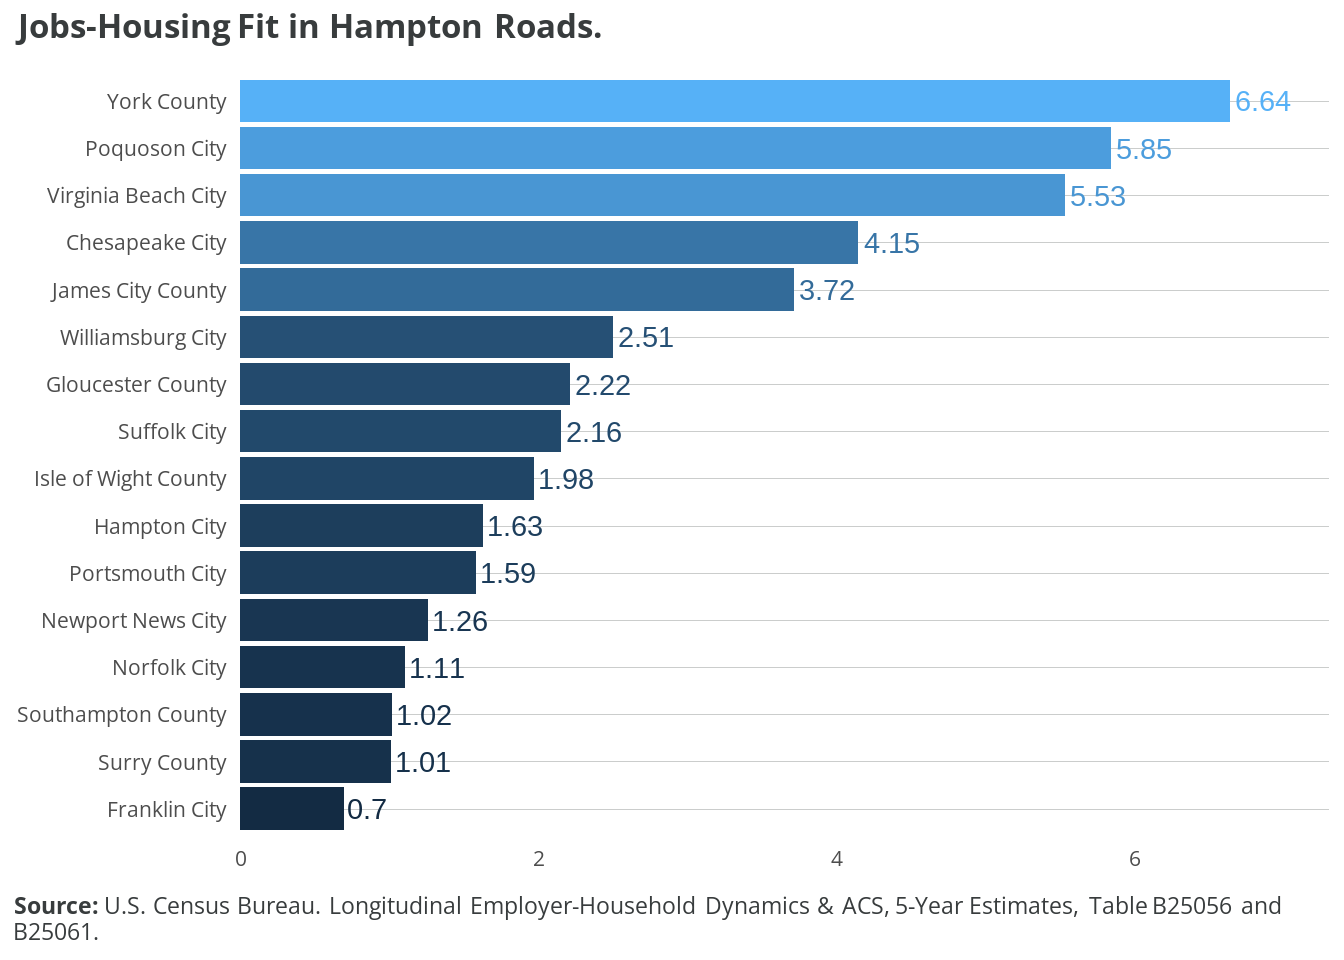 Jobs-Housing Fit in Hampton Roads.
York County 6.64
Poquoson City 5.85
Virginia Beach City 5.53
Chesapeake City 4.15
James City County 3.72
Williamsburg City 2.51
Gloucester County 2.22
Suffolk City 2.16
Isle of Wight County 1.98
Hampton City 1.63
Portsmouth City 1.59
Newport News City 1.26
Norfolk City 1.11
Southampton County 1.02
Surry County 1.01
Franklin City 0.7
0 2 4 6
Source: U.S. Census Bureau. Longitudinal Employer-Household Dynamics & ACS, 5-Year Estimates, Table B25056 and
B25061.